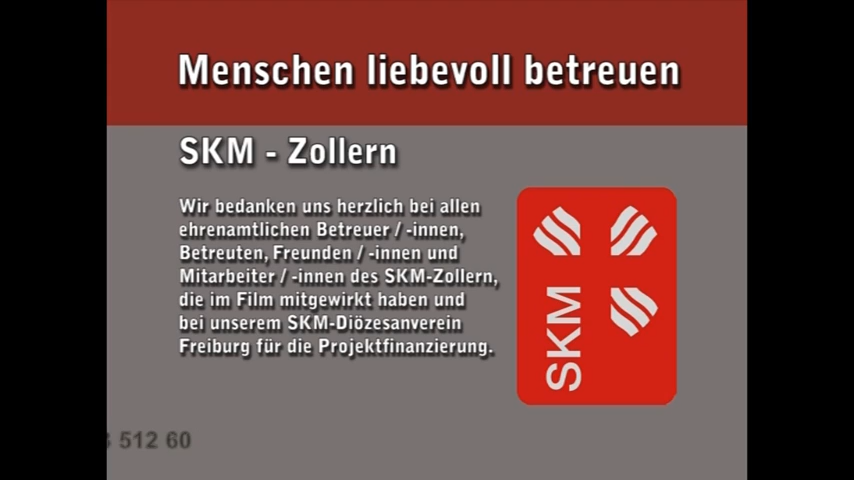 Menschen liebevoll betreuen
SKM - Zollern
Wir bedanken uns herzlich bei allen
ehrenamtlichen Betreuer / -innen,
Betreuten, Freunden / -innen und
Mitarbeiter / -innen des SKM-Zollern,
die im Film mitgewirkt haben und
bei unserem SKM-Diözesanverein
Freiburg für die Projektfinanzierung.
SKM
512 60